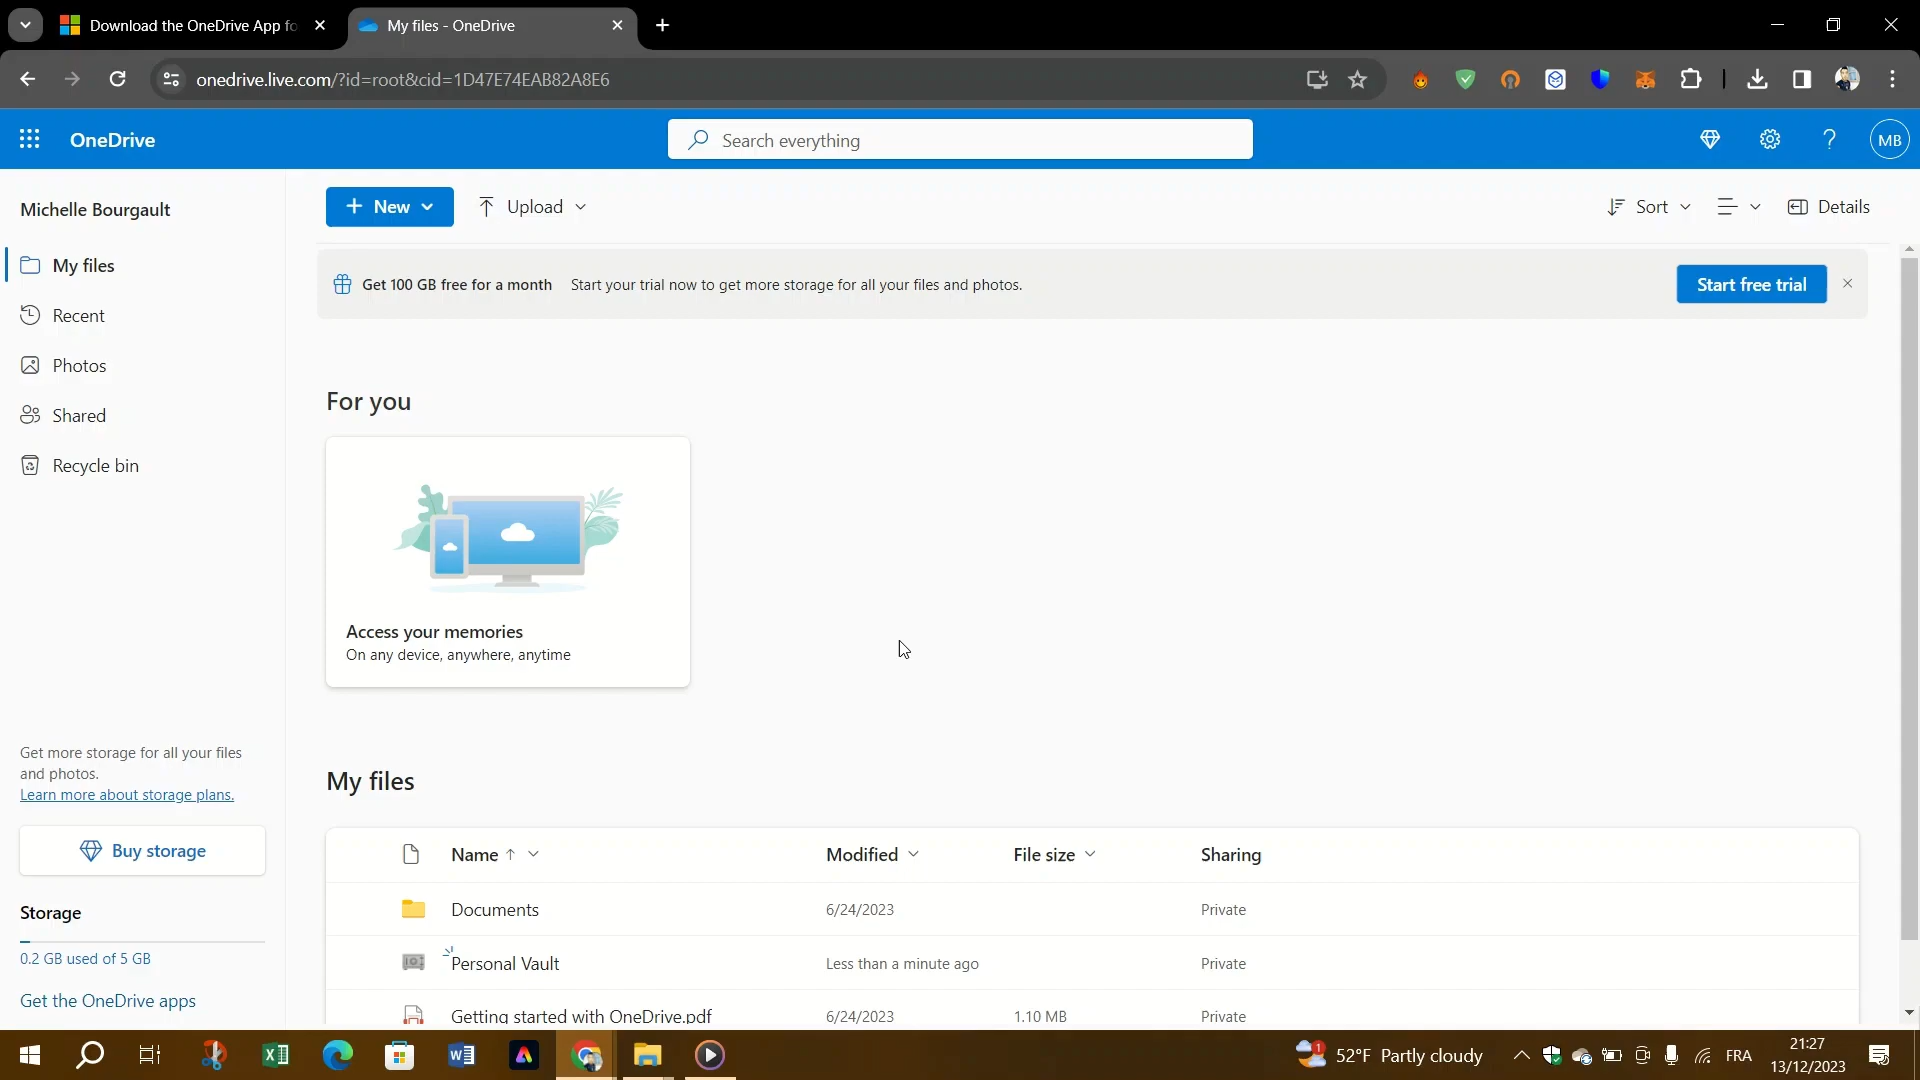 Download the OneDrive App fo
My files - OneDrive
onedrive.live.com/?id=root&cid=1D47E74EAB82A8E6
OneDrive
Search everything
MB
Michelle Bourgault
New
Upload
Sort
Details
My files
Get 100 GB free for a month
Start your trial now to get more storage for all your files and photos.
Start free trial
Recent
Photos
Shared
Recycle bin
For you
Access your memories
On any device, anywhere, anytime
Get more storage for all your files
and photos.
Learn more about storage plans.
Buy storage
Storage
0.2 GB used of 5 GB
Get the OneDrive apps
My files
Name
Modified
File size
Sharing
Documents
6/24/2023
Private
Personal Vault
Less than a minute ago
Private
Getting started with OneDrive.pdf
6/24/2023
1.10 MB
Private
1
52°F Partly cloudy
FRA
21:27
13/12/2023